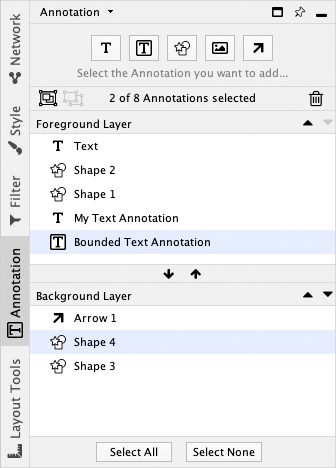 Annotation
Select the Annotation you want to add...
2 of 8 Annotations selected
Foreground Layer
Text
Shape 2
Shape 1
My Text Annotation
Bounded Text Annotation
Background Layer
Arrow 1
Shape 4
Shape 3
Select All
Select None
Network
Style
Filter
Annotation
Layout Tools